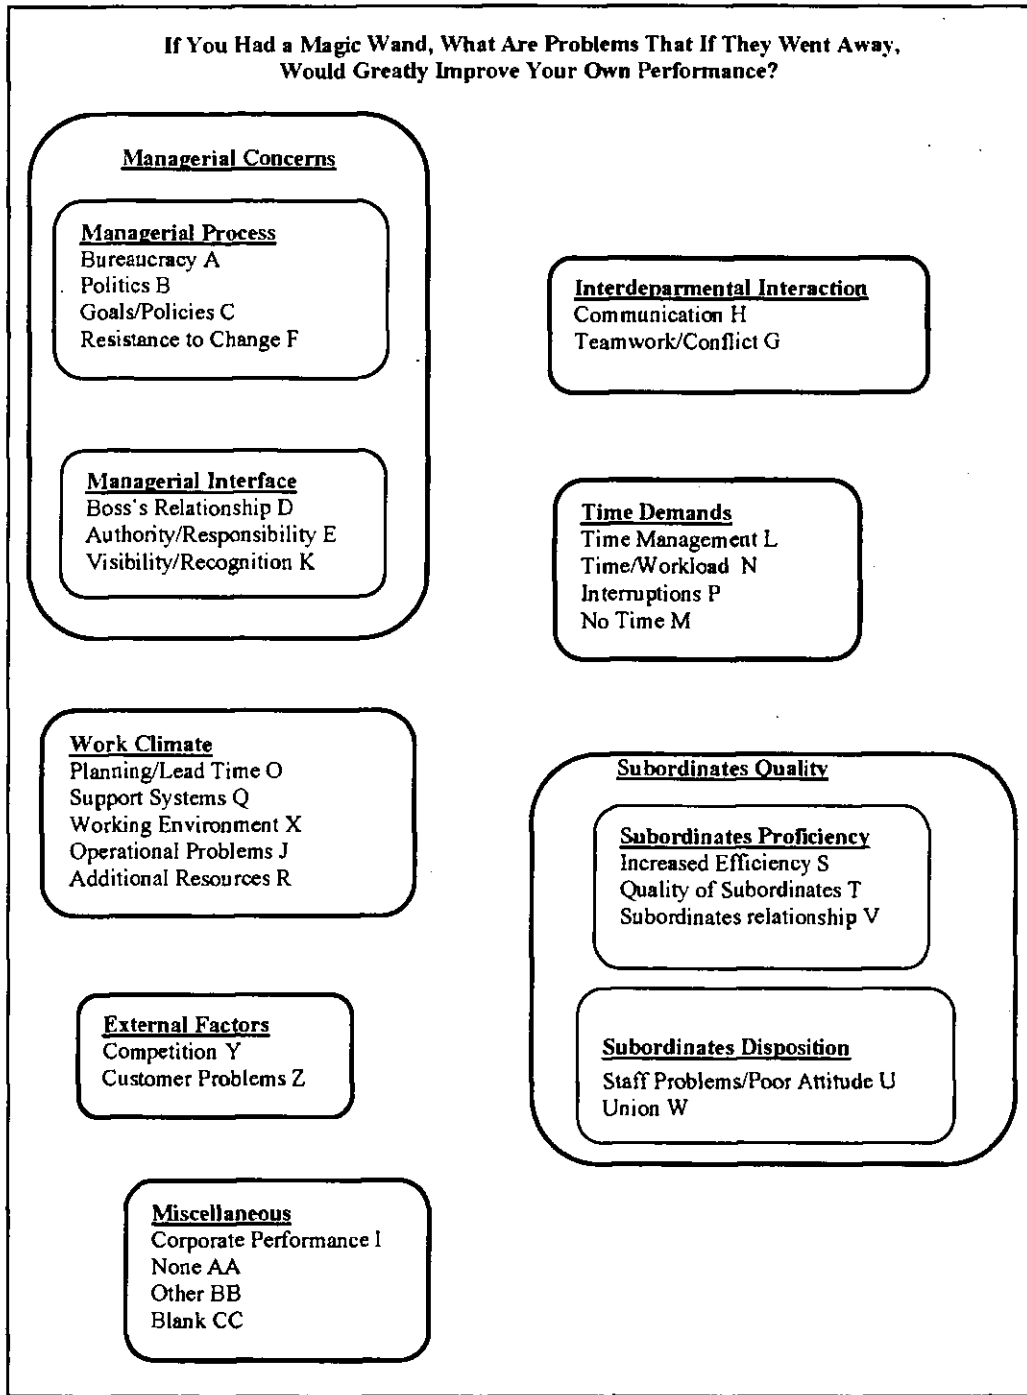 If You Had a Magic Wand, What Are Problems That If They Went Away,
Would Greatly Improve Your Own Performance?
Managerial Concerns
Managerial Process
Bureaucracy A
Politics B
Goals/Policies C
Resistance to Change F
Managerial Interface
Boss's Relationship D
Authority/Responsibility E
Visibility/Recognition K
Work Climate
Planning/Lead Time O
Support Systems Q
Working Environment X
Operational Problems J
Additional Resources R
External Factors
Competition Y
Customer Problems Z
Miscellaneous
Corporate Performance I
None AA
Other BB
Blank CC
Interdeparmental Interaction
Communication H
Teamwork/Conflict G
Time Demands
Time Management L
Time/Workload N
Interruptions P
No Time M
Subordinates Quality
Subordinates Proficiency
Increased Efficiency S
Quality of Subordinates T
Subordinates relationship V
Subordinates Disposition
Staff Problems/Poor Attitude U
Union W